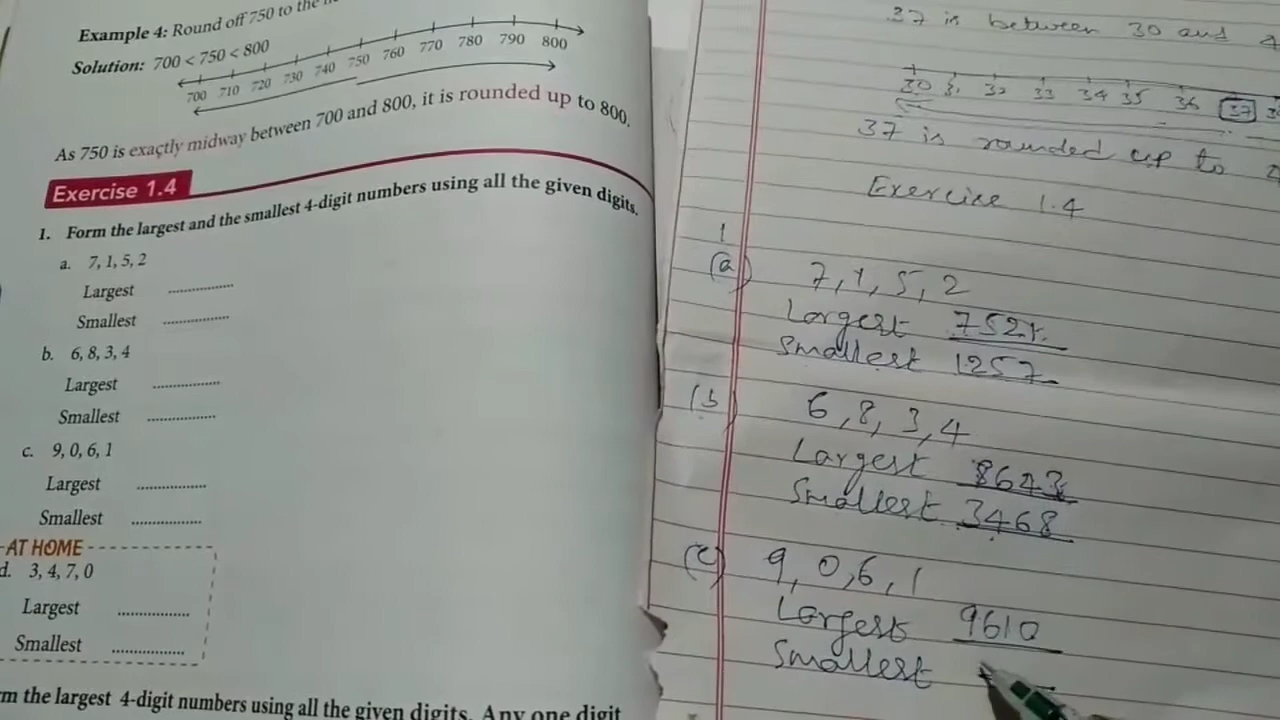 Example 4: Round off 750 to the
Solution: 700 < 750 < 800
700 710 720 730 740 750 760 770 780 790 800
As 750 is exactly midway between 700 and 800, it is rounded up to 800.
Exercise 1.4
1. Form the largest and the smallest 4-digit numbers using all the given digits.
a. 7, 1, 5, 2
Largest ..............
Smallest ..............
b. 6, 8, 3, 4
Largest ..............
Smallest ..............
c. 9, 0, 6, 1
Largest ..............
Smallest ..............
AT HOME
d. 3, 4, 7, 0
Largest ..............
Smallest ..............
the largest 4-digit numbers using all the given digits. Any one digit
37 is between 30 and
30 31 32 33 34 35 36 37
37 is rounded up to
Exercise 1.4
1
(a) 7, 1, 5, 2
Largest 7521
Smallest 1257
(b 6, 8, 3, 4
Largest 8643
Smallest 3468
(c) 9, 0, 6, 1
Largest 9610
Smallest